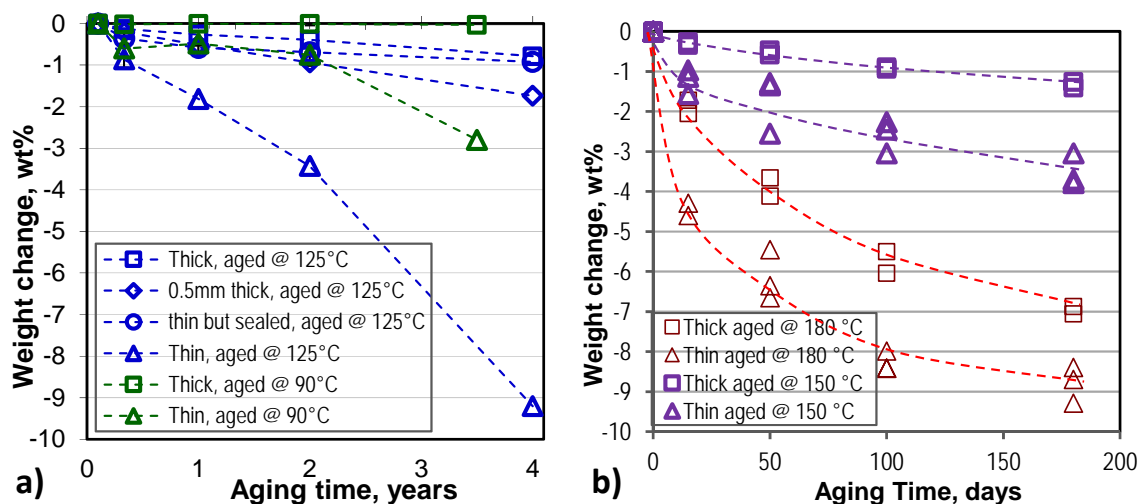 0
-1
-2
-3
-4
-5
-6
-7
-8
-9
-10
Weight change, wt%
Thick, aged @ 125°C
0.5mm thick, aged @ 125°C
thin but sealed, aged @ 125°C
Thin, aged @ 125°C
Thick, aged @ 90°C
Thin, aged @ 90°C
0 1 2 3 4
a)
Aging time, years
0
-1
-2
-3
-4
-5
-6
-7
-8
-9
-10
Weight change, wt%
Thick aged @ 180 °C
Thin aged @ 180 °C
Thick aged @ 150 °C
Thin aged @ 150 °C
0 50 100 150 200
b)
Aging Time, days